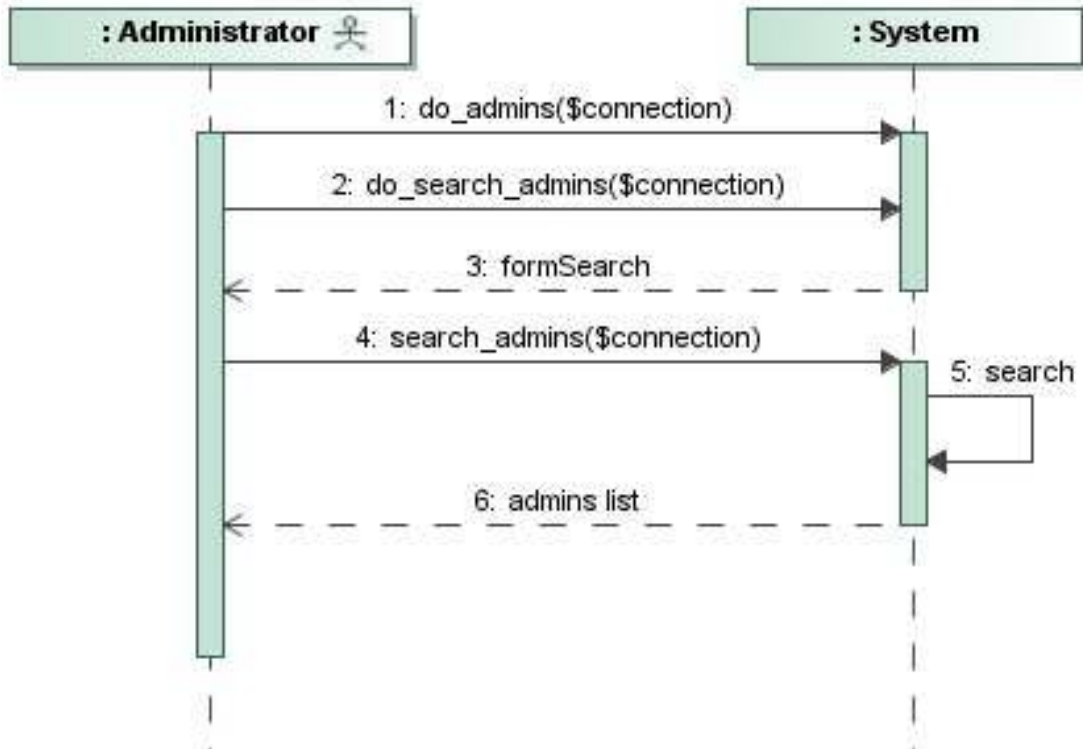 : Administrator
: System
1: do_admins($connection)
2: do_search_admins($connection)
3: formSearch
4: search_admins($connection)
5: search
6: admins list